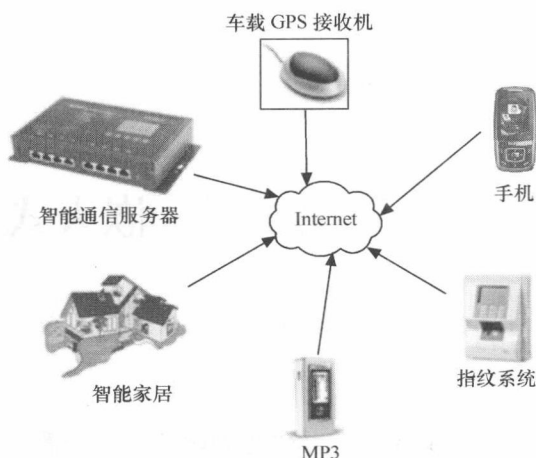 车载 GPS 接收机
智能通信服务器
Internet
手机
智能家居
指纹系统
MP3